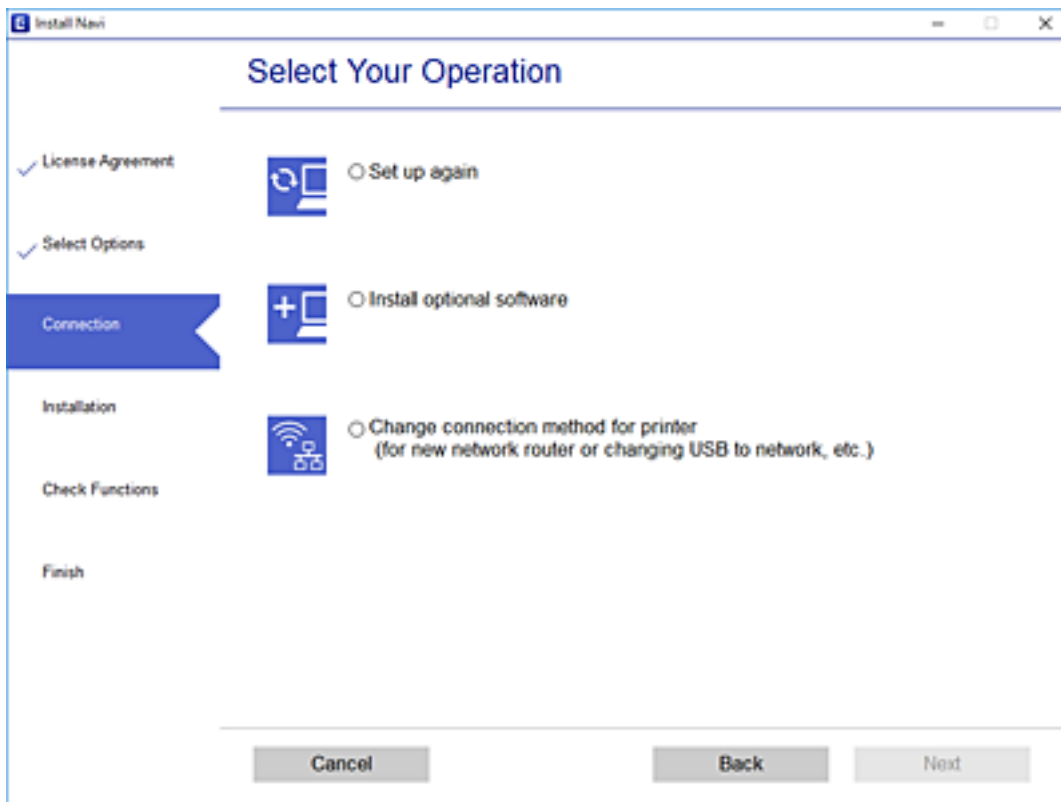 Install Navi
Select Your Operation
License Agreement
Select Options
Connection
Installation
Check Functions
Finish
Set up again
Install optional software
Change connection method for printer
(for new network router or changing USB to network, etc.)
Cancel
Back
Next